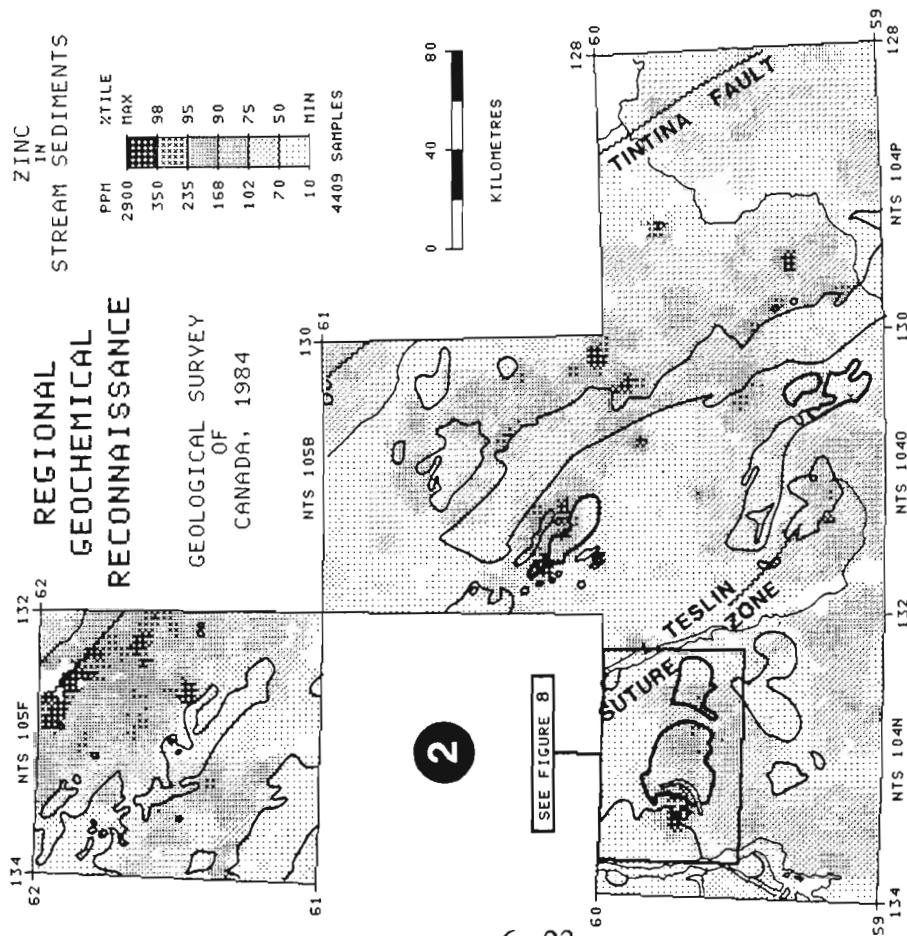 REGIONAL
GEOCHEMICAL
RECONNAISSANCE
GEOLOGICAL SURVEY
OF
CANADA, 1984
ZINC
IN
STREAM SEDIMENTS
PPM %TILE
2900 MAX
350 98
235 95
168 90
102 75
70 50
10 MIN
4409 SAMPLES
0 40 80
KILOMETRES
134 NTS 105F 132
62 62
61
NTS 105B 130
61
2
SEE FIGURE 8
60
128
60
SUTURE
TESLIN
ZONE
TINTINA FAULT
59 59
134 NTS 104N 132 NTS 104O 130 NTS 104P 128